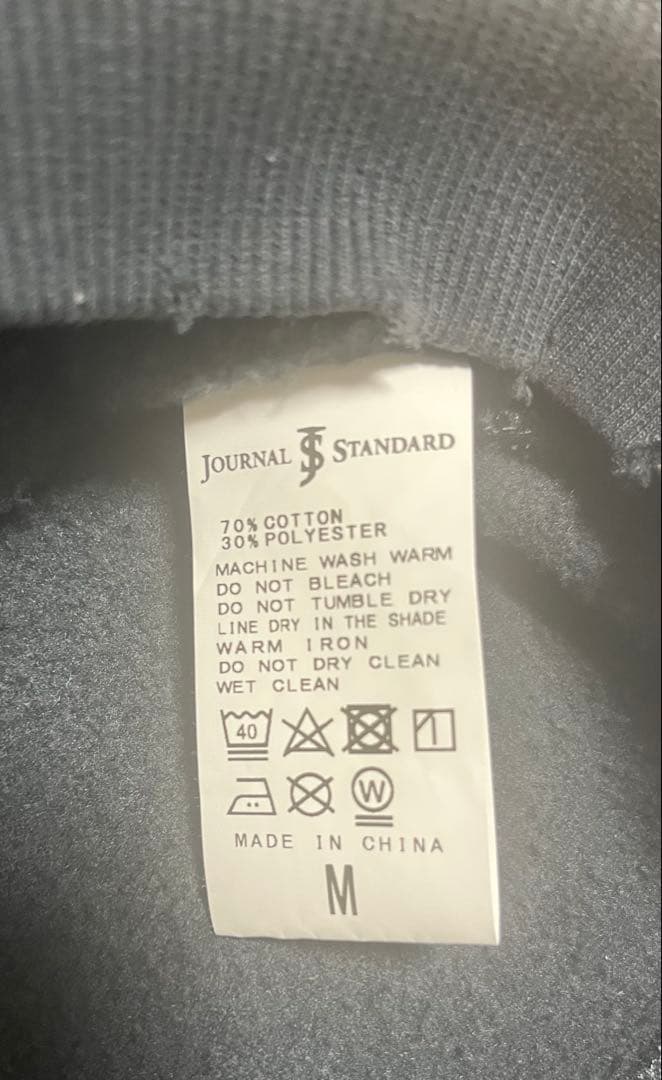 JOURNAL JS STANDARD
70% COTTON
30% POLYESTER
MACHINE WASH WARM
DO NOT BLEACH
DO NOT TUMBLE DRY
LINE DRY IN THE SHADE
WARM IRON
DO NOT DRY CLEAN
WET CLEAN
40
W
MADE IN CHINA
M